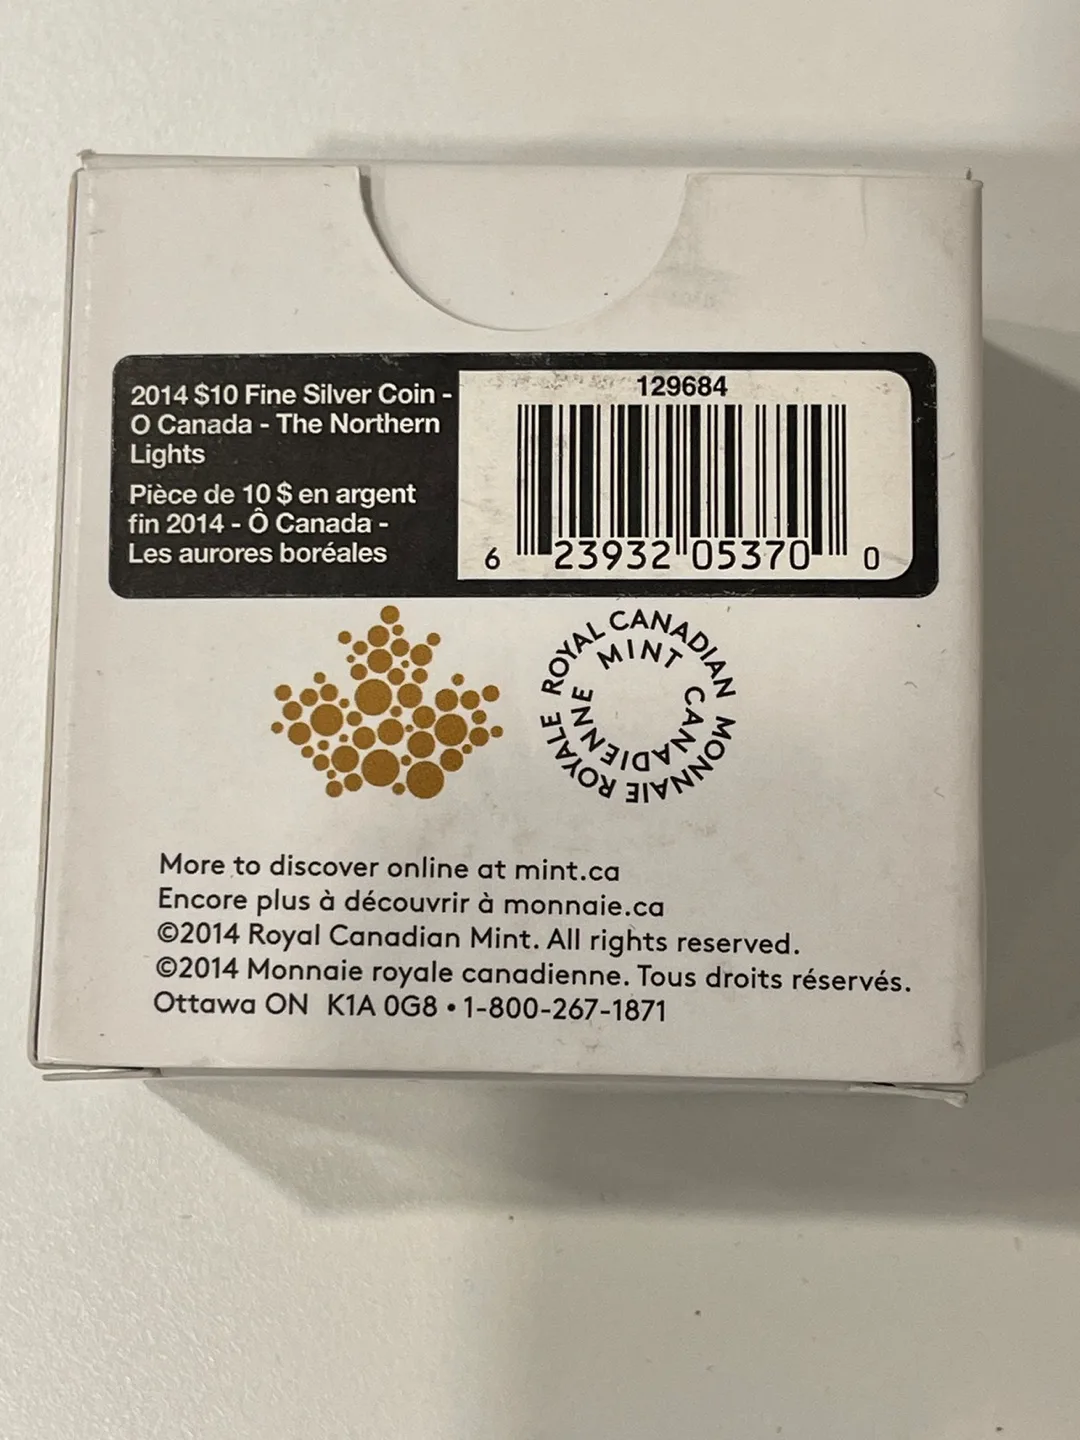 2014 $10 Fine Silver Coin -
O Canada - The Northern
Lights
Pièce de 10 $ en argent
fin 2014 - Ô Canada -
Les aurores boréales
129684
6 23932 05370 0
ROYAL CANADIAN MINT
MONNAIE ROYALE CANADIENNE
More to discover online at mint.ca
Encore plus à découvrir à monnaie.ca
©2014 Royal Canadian Mint. All rights reserved.
©2014 Monnaie royale canadienne. Tous droits réservés.
Ottawa ON K1A 0G8 • 1-800-267-1871